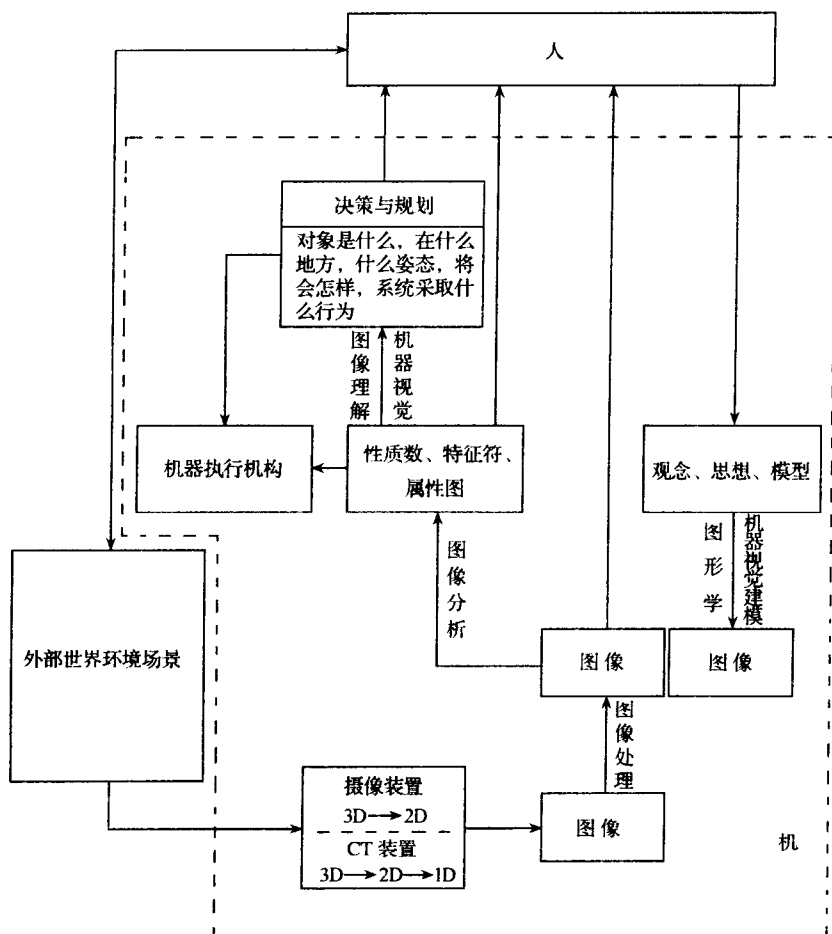 人
决策与规划
对象是什么，在什么
地方，什么姿态，将
会怎样，系统采取什
么行为
图像理解
机器视觉
机器执行机构
性质数、特征符、
属性图
观念、思想、模型
图像分析
图形学
机器视觉建模
外部世界环境场景
图像
图像
图像处理
摄像装置
3D→2D
CT 装置
3D→2D→1D
图像
机